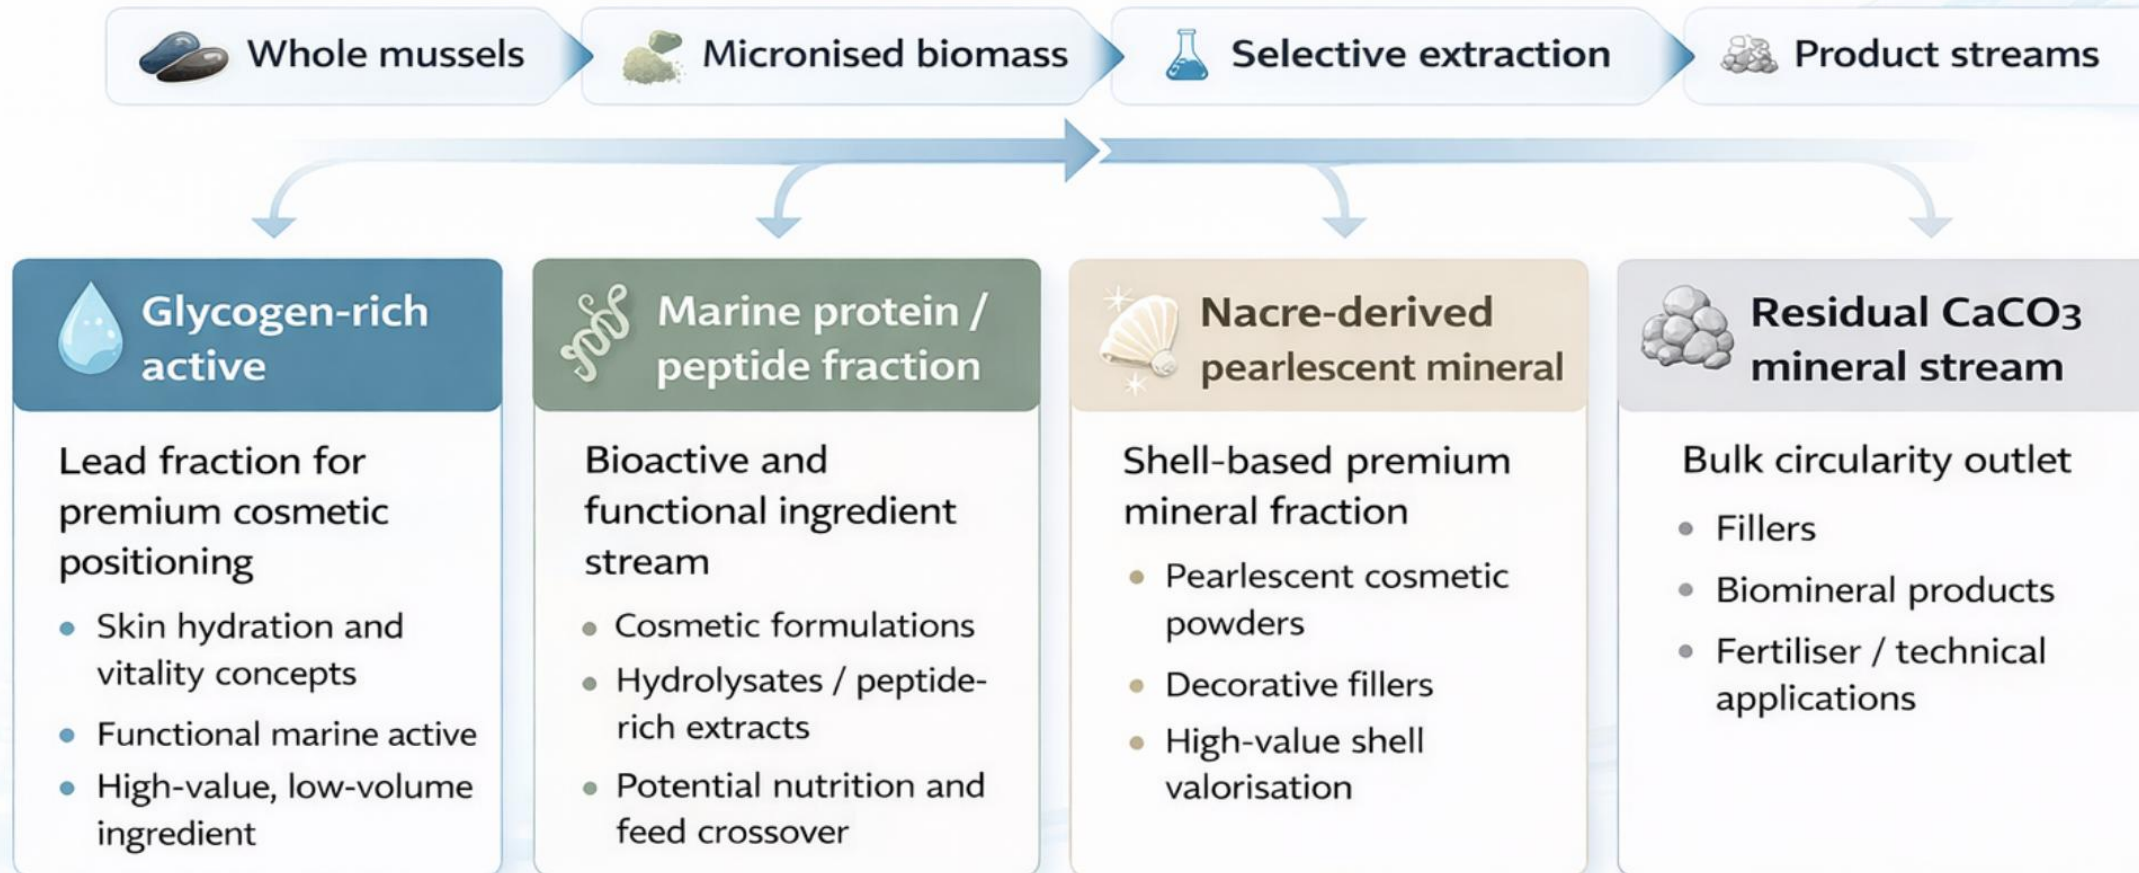 Whole mussels
Micronised biomass
Selective extraction
Product streams
Glycogen-rich
active
Lead fraction for
premium cosmetic
positioning
• Skin hydration and
vitality concepts
• Functional marine active
• High-value, low-volume
ingredient
Marine protein /
peptide fraction
Bioactive and
functional ingredient
stream
• Cosmetic formulations
• Hydrolysates / peptide-
rich extracts
• Potential nutrition and
feed crossover
Nacre-derived
pearlescent mineral
Shell-based premium
mineral fraction
• Pearlescent cosmetic
powders
• Decorative fillers
• High-value shell
valorisation
Residual CaCO3
mineral stream
Bulk circularity outlet
• Fillers
• Biomineral products
• Fertiliser / technical
applications